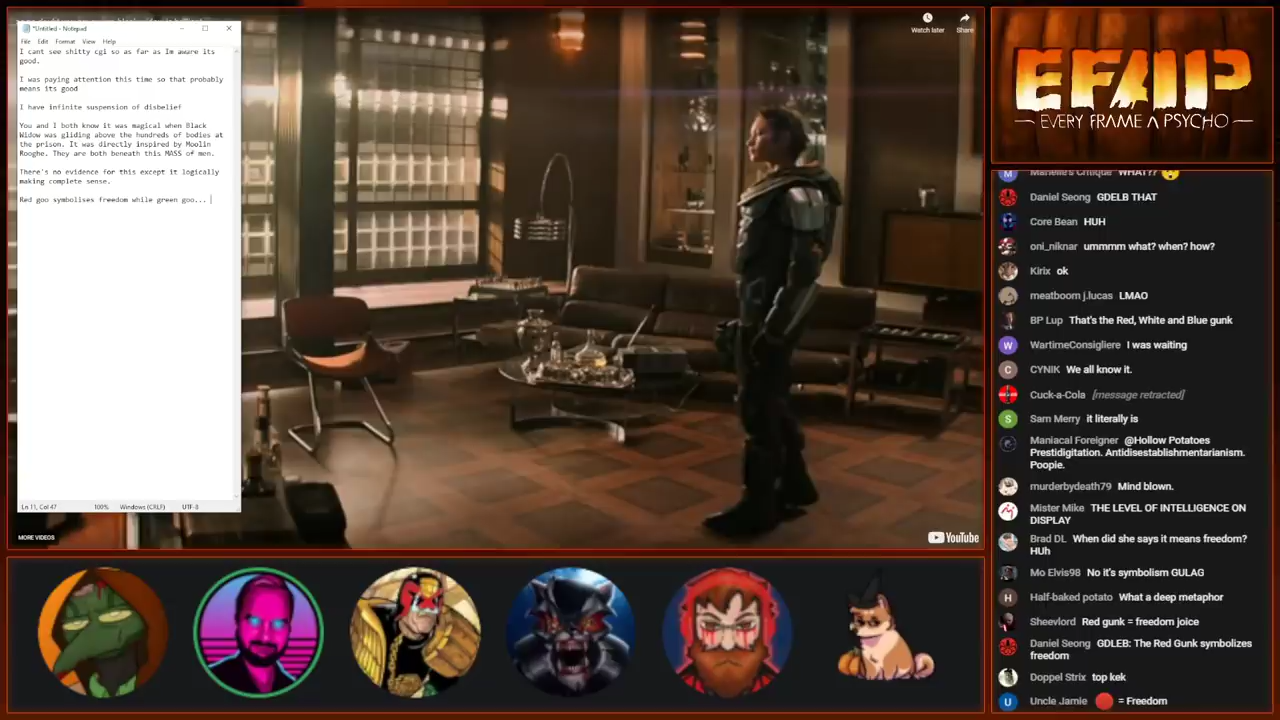 *Untitled - Notepad
File Edit Format View Help
I cant see shitty cgi so as far as Im aware its
good.
I was paying attention this time so that probably
means its good
I have infinite suspension of disbelief
You and I both know it was magical when Black
Widow was gliding above the hundreds of bodies at
the prison. It was directly inspired by Moolin
Rooghe. They are both beneath this MASS of men.
There's no evidence for this except it logically
making complete sense.
Red goo symbolises freedom while green goo...
Ln 11, Col 47 100% Windows (CRLF) UTF-8
MORE VIDEOS
Watch later
Share
YouTube
EFAP
EVERY FRAME A PSYCHO
Marielle's Critique WHAT??
Daniel Seong GDELB THAT
Core Bean HUH
oni_niknar ummmm what? when? how?
Kirix ok
meatboom j.lucas LMAO
BP Lup That's the Red, White and Blue gunk
W
WartimeConsigliere I was waiting
C
CYNIK We all know it.
Cuck-a-Cola [message retracted]
S
Sam Merry it literally is
Maniacal Foreigner @Hollow Potatoes
Prestidigitation. Antidisestablishmentarianism.
Poopie.
murderbydeath79 Mind blown.
Mister Mike THE LEVEL OF INTELLIGENCE ON
DISPLAY
Brad DL When did she says it means freedom?
HUh
Mo Elvis98 No it's symbolism GULAG
H
Half-baked potato What a deep metaphor
Sheevlord Red gunk = freedom joice
Daniel Seong GDLEB: The Red Gunk symbolizes
freedom
Doppel Strix top kek
U
Uncle Jamie = Freedom